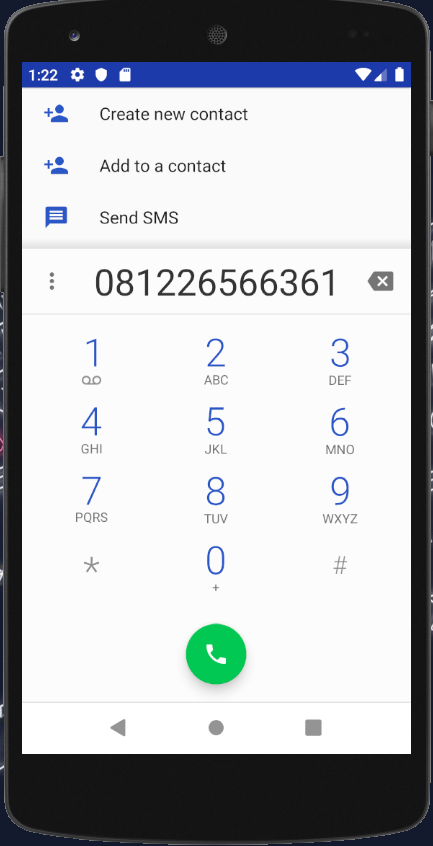 1:22
Create new contact
Add to a contact
Send SMS
081226566361
1 2 3
ABC DEF
4 5 6
GHI JKL MNO
7 8 9
PQRS TUV WXYZ
* 0 #
+